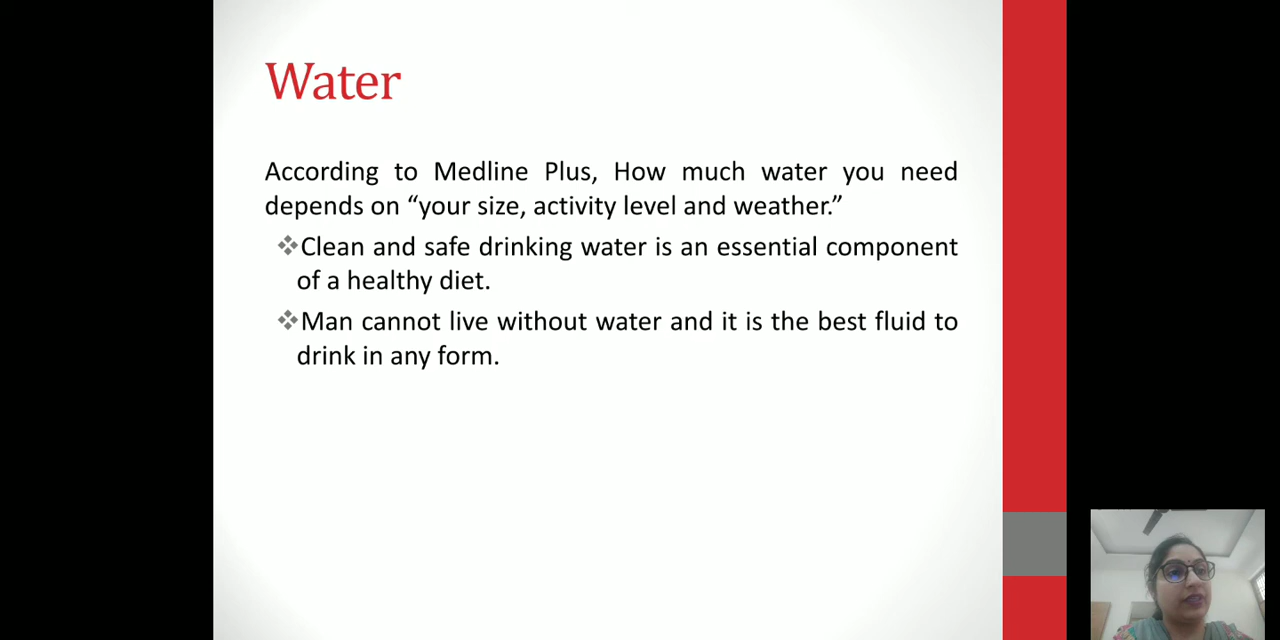 Water
According to Medline Plus, How much water you need
depends on “your size, activity level and weather.”
❖Clean and safe drinking water is an essential component
of a healthy diet.
❖Man cannot live without water and it is the best fluid to
drink in any form.